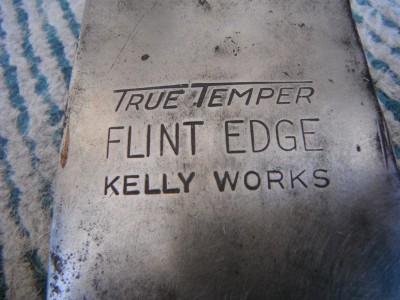 TRUE TEMPER
FLINT EDGE
KELLY WORKS